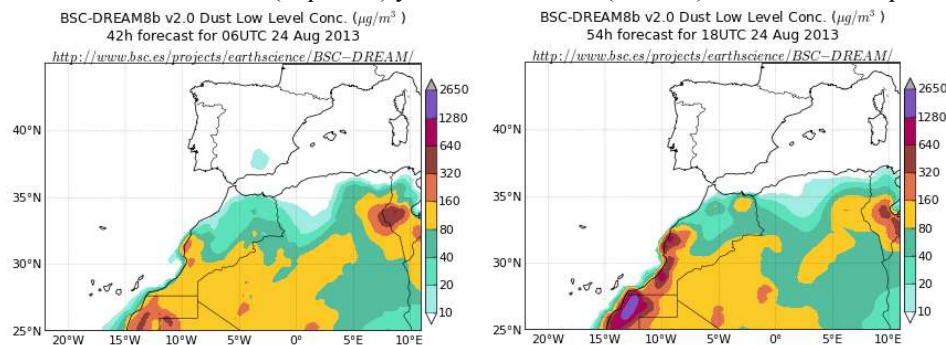 BSC-DREAM8b v2.0 Dust Low Level Conc. (μg/m³ )
42h forecast for 06UTC 24 Aug 2013
http://www.bsc.es/projects/earthscience/BSC−DREAM/
2650
1280
640
320
160
80
40
20
10
40°N
35°N
30°N
25°N
20°W
15°W
10°W
5°W
0°
5°E
10°E
BSC-DREAM8b v2.0 Dust Low Level Conc. (μg/m³ )
54h forecast for 18UTC 24 Aug 2013
http://www.bsc.es/projects/earthscience/BSC−DREAM/
2650
1280
640
320
160
80
40
20
10
40°N
35°N
30°N
25°N
20°W
15°W
10°W
5°W
0°
5°E
10°E